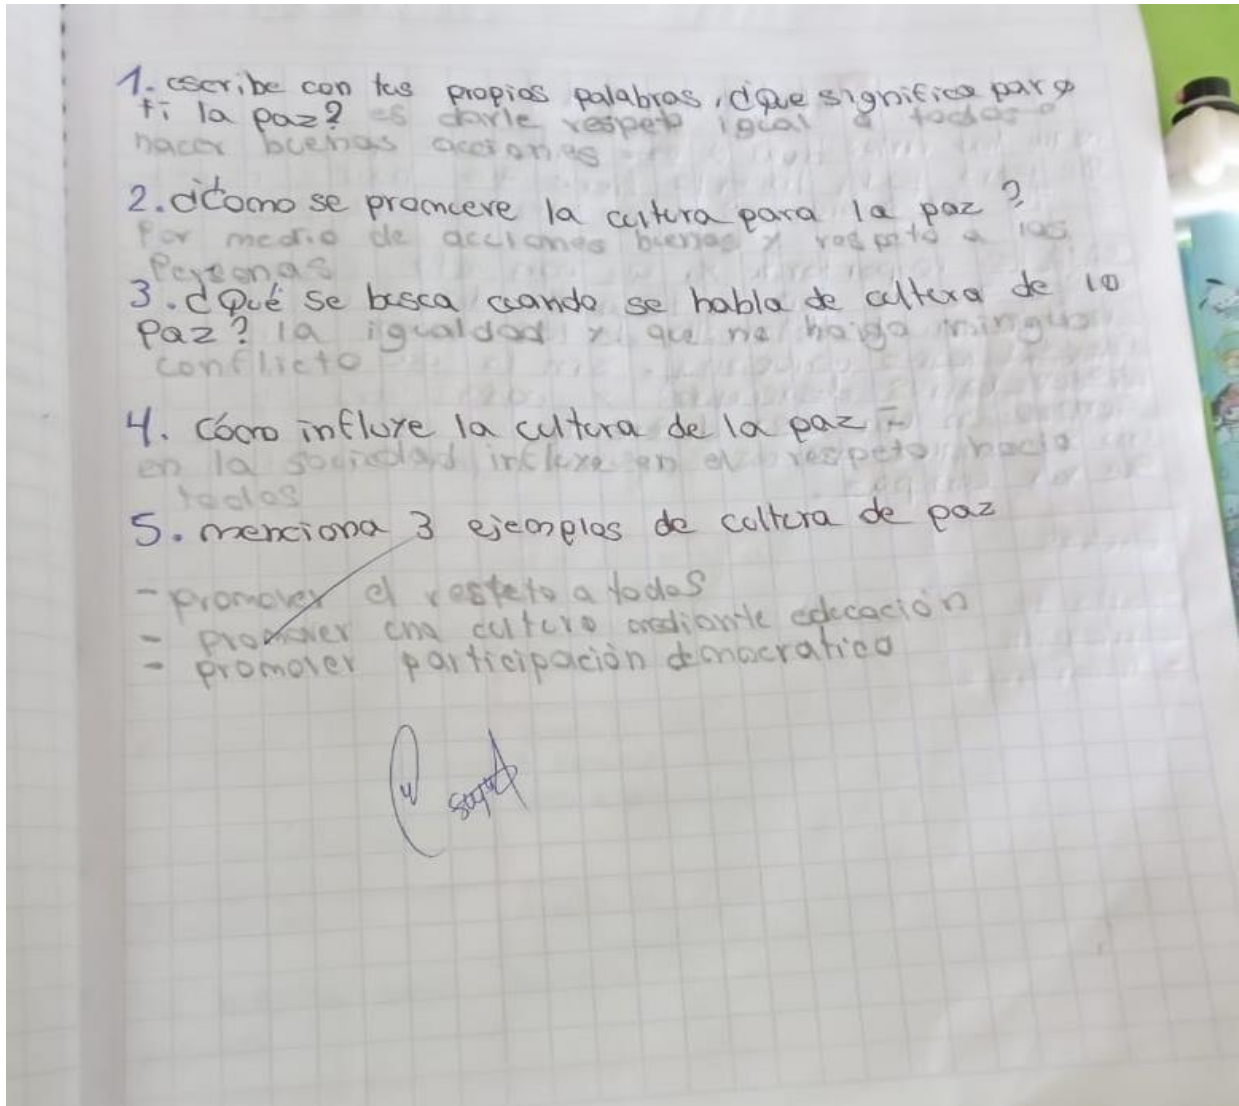 1. escribe con tus propias palabras, ¿Que significa para
ti la paz? es darle respeto igual a todos o
hacer buenas acciones
2. ¿Como se promueve la cultura para la paz?
Por medio de acciones buenas y respeto a las
Personas
3. ¿Qué se busca cuando se habla de cultura de la
Paz? la igualdad y que no haiga ningun
conflicto
4. Cómo influye la cultura de la paz
en la sociedad influye en el respeto hacia
todos
5. menciona 3 ejemplos de cultura de paz
- promover el resteto a todos
- promover una cultura mediante educación
- promover participación democratica